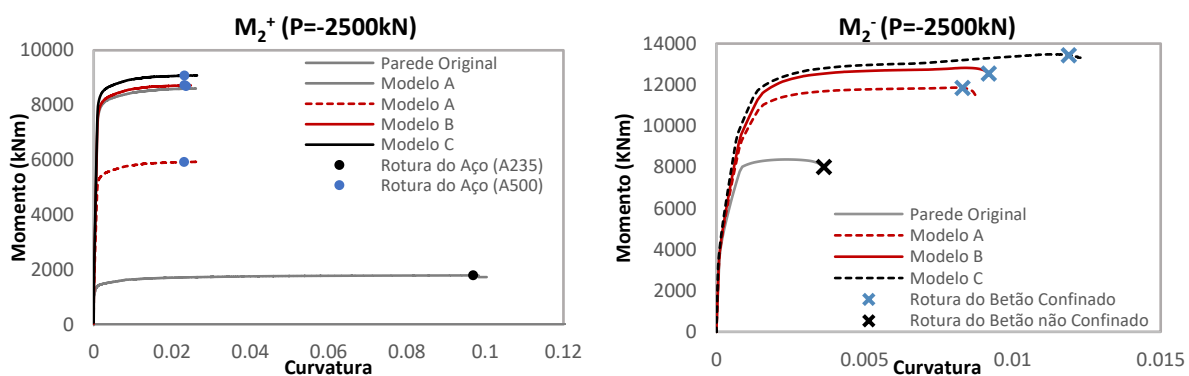 M2+ (P=-2500kN)
Momento (kNm)
10000
8000
6000
4000
2000
0
0
0.02
0.04
0.06
0.08
0.1
0.12
Curvatura
Parede Original
Modelo A
Modelo A
Modelo B
Modelo C
Rotura do Aço (A235)
Rotura do Aço (A500)
M2- (P=-2500kN)
Momento (KNm)
14000
12000
10000
8000
6000
4000
2000
0
0
0.005
0.01
0.015
Curvatura
Parede Original
Modelo A
Modelo B
Modelo C
Rotura do Betão Confinado
Rotura do Betão não Confinado